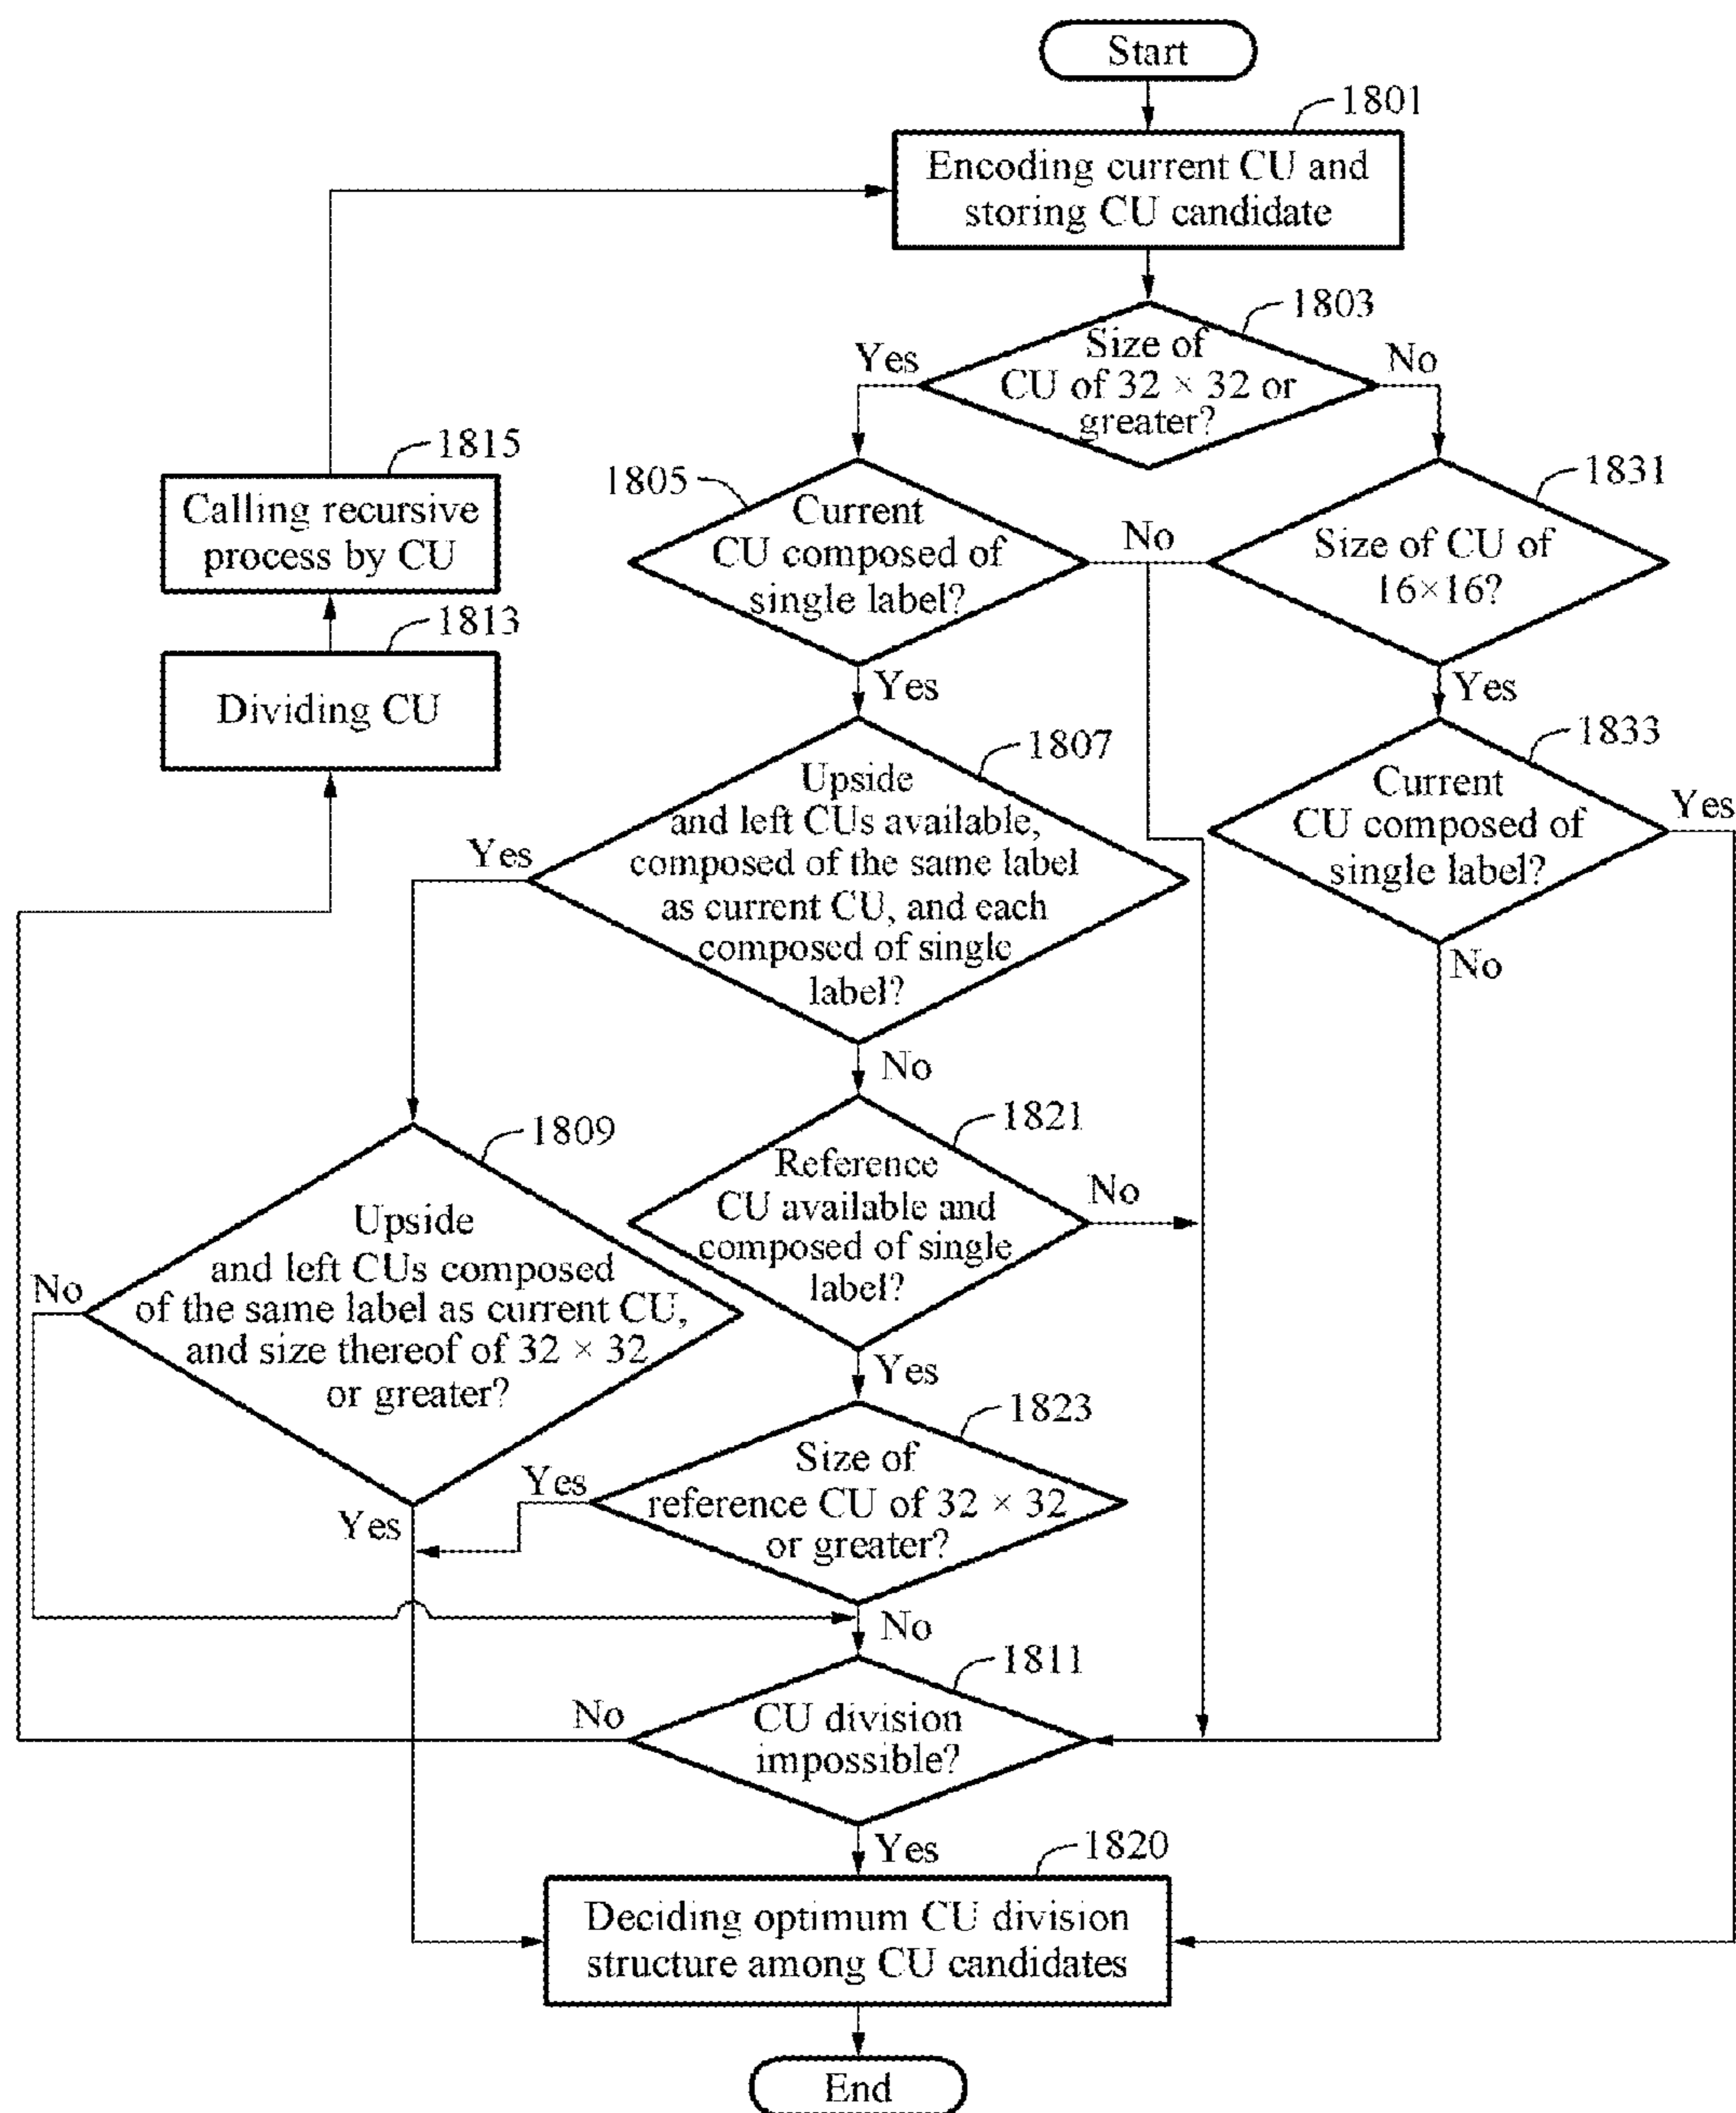 Start
1801
Encoding current CU and
storing CU candidate
1803
Size of
CU of 32 × 32 or
greater?
Yes
No
1815
Calling recursive
process by CU
1813
Dividing CU
1805
Current
CU composed of
single label?
No
Yes
1831
Size of CU of
16×16?
Yes
1807
Upside
and left CUs available,
composed of the same label
as current CU, and each
composed of single
label?
Yes
No
1833
Current
CU composed of
single label?
Yes
No
1809
Upside
and left CUs composed
of the same label as current CU,
and size thereof of 32 × 32
or greater?
No
Yes
1821
Reference
CU available and
composed of single
label?
No
Yes
1823
Size of
reference CU of 32 × 32
or greater?
Yes
No
1811
CU division
impossible?
No
Yes
1820
Deciding optimum CU division
structure among CU candidates
End